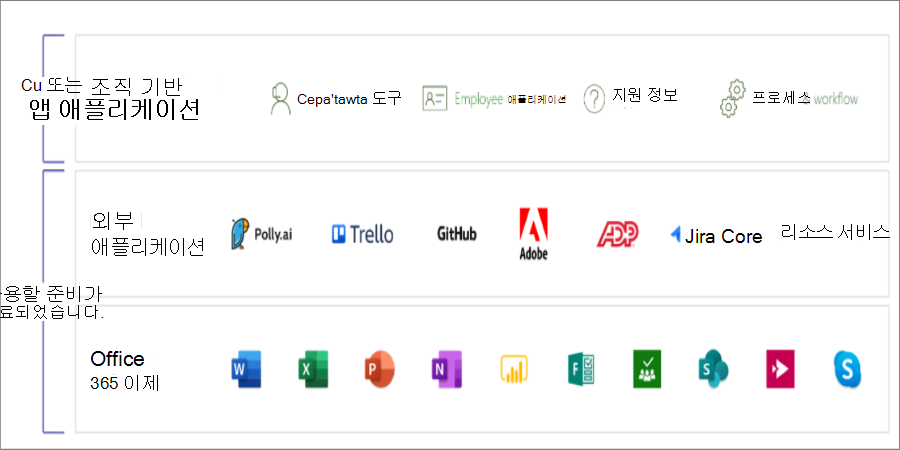 Cu 또는 조직 기반
앱 애플리케이션
Cepa'tawta 도구
Employee 애플리케이션
?
지원 정보
프로세스 workflow
외부
애플리케이션
Polly.ai
Trello
GitHub
Adobe
ADP
Jira Core
리소스 서비스
용할 준비가
료되었습니다.
Office
365 이제
W
X
P
N
F
S
S